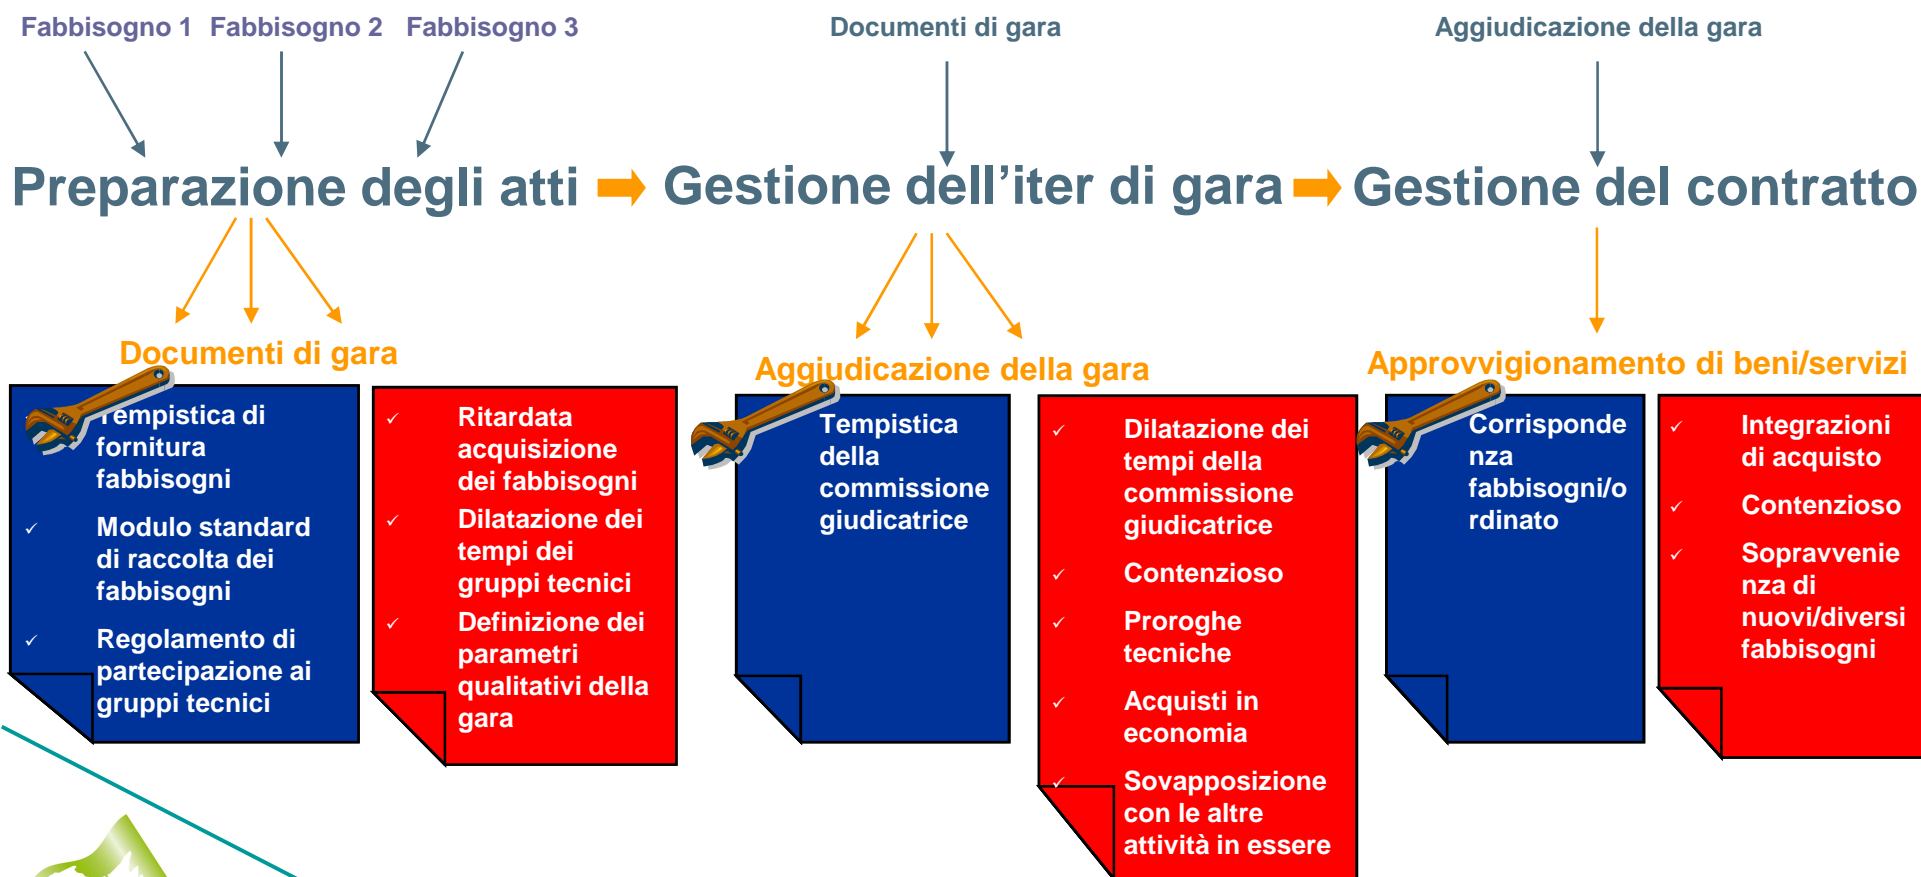 Fabbisogno 1 Fabbisogno 2 Fabbisogno 3
Documenti di gara
Aggiudicazione della gara
Preparazione degli atti
Gestione dell’iter di gara
Gestione del contratto
Documenti di gara
Tempistica di
fornitura
fabbisogni
Modulo standard
di raccolta dei
fabbisogni
Regolamento di
partecipazione ai
gruppi tecnici
Ritardata
acquisizione
dei fabbisogni
Dilatazione dei
tempi dei
gruppi tecnici
Definizione dei
parametri
qualitativi della
gara
Aggiudicazione della gara
Tempistica
della
commissione
giudicatrice
Dilatazione dei
tempi della
commissione
giudicatrice
Contenzioso
Proroghe
tecniche
Acquisti in
economia
Sovapposizione
con le altre
attività in essere
Approvvigionamento di beni/servizi
Corrisponde
nza
fabbisogni/o
rdinato
Integrazioni
di acquisto
Contenzioso
Sopravvenie
nza di
nuovi/diversi
fabbisogni